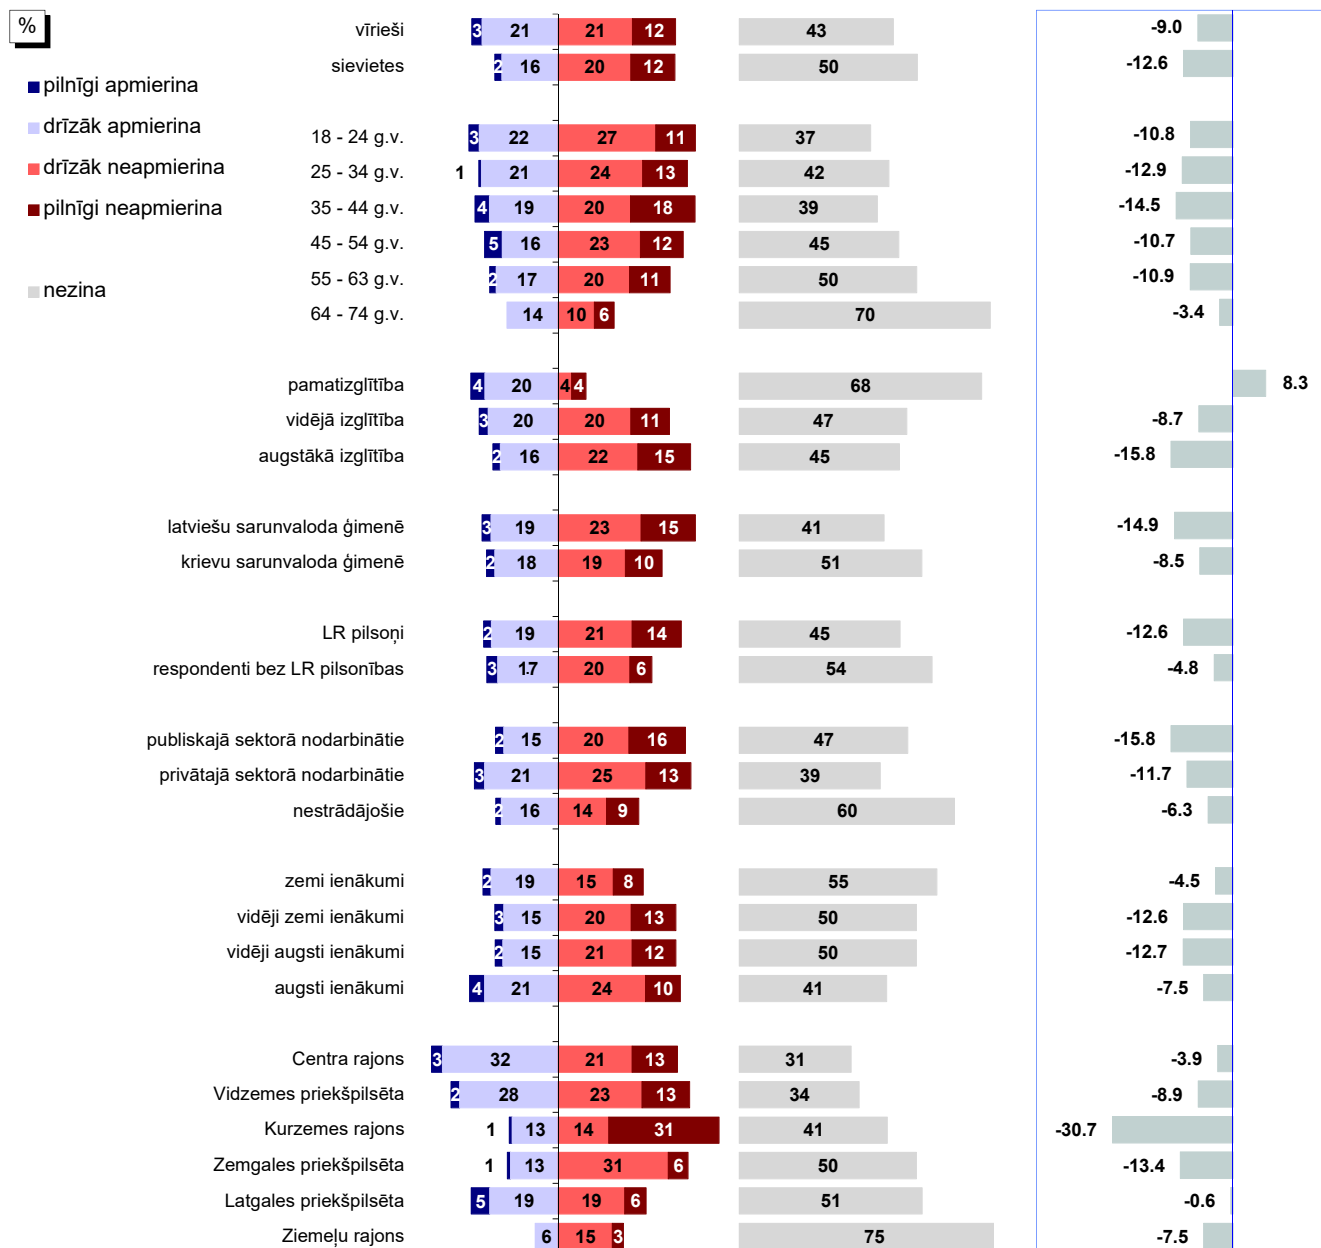 %
pilnīgi apmierina
drīzāk apmierina
drīzāk neapmierina
pilnīgi neapmierina
nezina
vīrieši 3 21 21 12 43 -9.0
sievietes 2 16 20 12 50 -12.6
18 - 24 g.v. 3 22 27 11 37 -10.8
25 - 34 g.v. 1 21 24 13 42 -12.9
35 - 44 g.v. 4 19 20 18 39 -14.5
45 - 54 g.v. 5 16 23 12 45 -10.7
55 - 63 g.v. 2 17 20 11 50 -10.9
64 - 74 g.v. 14 10 6 70 -3.4
pamatizglītība 4 20 4 4 68 8.3
vidējā izglītība 3 20 20 11 47 -8.7
augstākā izglītība 2 16 22 15 45 -15.8
latviešu sarunvaloda ģimenē 3 19 23 15 41 -14.9
krievu sarunvaloda ģimenē 2 18 19 10 51 -8.5
LR pilsoņi 2 19 21 14 45 -12.6
respondenti bez LR pilsonības 3 17 20 6 54 -4.8
publiskajā sektorā nodarbinātie 2 15 20 16 47 -15.8
privātajā sektorā nodarbinātie 3 21 25 13 39 -11.7
nestrādājošie 2 16 14 9 60 -6.3
zemi ienākumi 2 19 15 8 55 -4.5
vidēji zemi ienākumi 3 15 20 13 50 -12.6
vidēji augsti ienākumi 2 15 21 12 50 -12.7
augsti ienākumi 4 21 24 10 41 -7.5
Centra rajons 3 32 21 13 31 -3.9
Vidzemes priekšpilsēta 2 28 23 13 34 -8.9
Kurzemes rajons 1 13 14 31 41 -30.7
Zemgales priekšpilsēta 1 13 31 6 50 -13.4
Latgales priekšpilsēta 5 19 19 6 51 -0.6
Ziemeļu rajons 6 15 3 75 -7.5